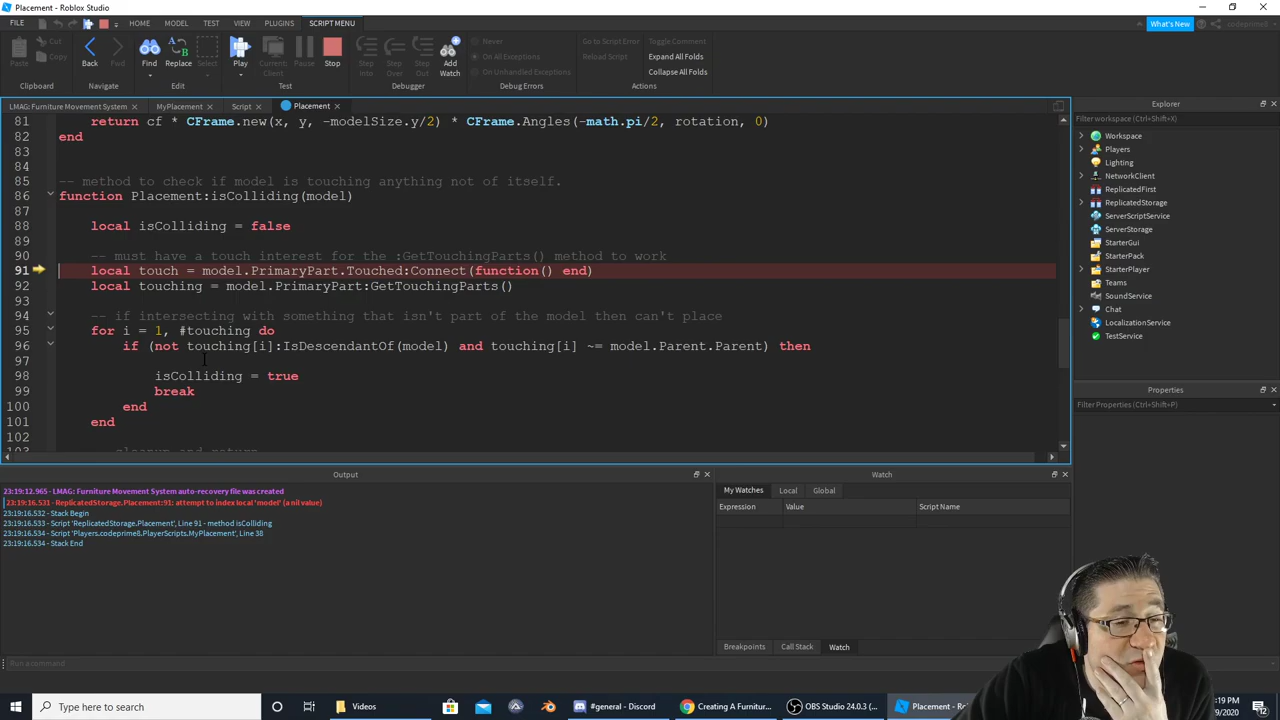 Placement - Roblox Studio
FILE HOME MODEL TEST VIEW PLUGINS SCRIPT MENU What's New codeprime8
Paste Cut Copy Back Fwd Find Replace Select Play Current: Client Pause Stop Step Into Step Over Step Out Add Watch Never On All Exceptions On Unhandled Exceptions Go to Script Error Reload Script Toggle Comment Expand All Folds Collapse All Folds
Clipboard Navigate Edit Test Debugger Debug Errors Actions
LMAG: Furniture Movement System MyPlacement Script Placement
81 return cf * CFrame.new(x, y, -modelSize.y/2) * CFrame.Angles(-math.pi/2, rotation, 0)
82 end
83
84
85 -- method to check if model is touching anything not of itself.
86 function Placement:isColliding(model)
87
88 local isColliding = false
89
90 -- must have a touch interest for the :GetTouchingParts() method to work
91 local touch = model.PrimaryPart.Touched:Connect(function() end)
92 local touching = model.PrimaryPart:GetTouchingParts()
93
94 -- if intersecting with something that isn't part of the model then can't place
95 for i = 1, #touching do
96 if (not touching[i]:IsDescendantOf(model) and touching[i] ~= model.Parent.Parent) then
97
98 isColliding = true
99 break
100 end
101 end
102
103 -- cleanup and return
Explorer
Filter workspace (Ctrl+Shift+X)
Workspace
Players
Lighting
NetworkClient
ReplicatedFirst
ReplicatedStorage
ServerScriptService
ServerStorage
StarterGui
StarterPack
StarterPlayer
Teams
SoundService
Chat
LocalizationService
TestService
Properties
Filter Properties (Ctrl+Shift+P)
Output
23:19:12.965 - LMAG: Furniture Movement System auto-recovery file was created
23:19:16.531 - ReplicatedStorage.Placement:91: attempt to index local 'model' (a nil value)
23:19:16.532 - Stack Begin
23:19:16.533 - Script 'ReplicatedStorage.Placement', Line 91 - method isColliding
23:19:16.534 - Script 'Players.codeprime8.PlayerScripts.MyPlacement', Line 38
23:19:16.534 - Stack End
Watch
My Watches Local Global
Expression Value Script Name
Breakpoints Call Stack Watch
Run a command
Type here to search
Videos
#general - Discord
Creating A Furnitur...
OBS Studio 24.0.3 (...
Placement - Ro